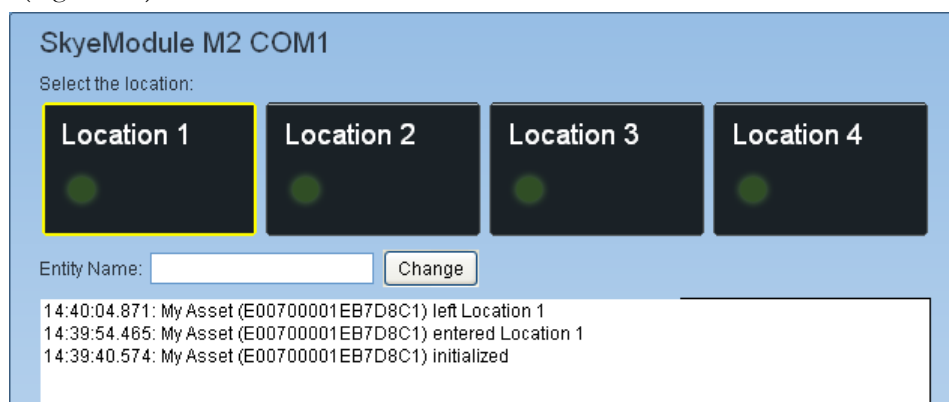 SkyeModule M2 COM1
Select the location:
Location 1 Location 2 Location 3 Location 4
Entity Name: Change
14:40:04.871: My Asset (E00700001EB7D8C1) left Location 1
14:39:54.465: My Asset (E00700001EB7D8C1) entered Location 1
14:39:40.574: My Asset (E00700001EB7D8C1) initialized